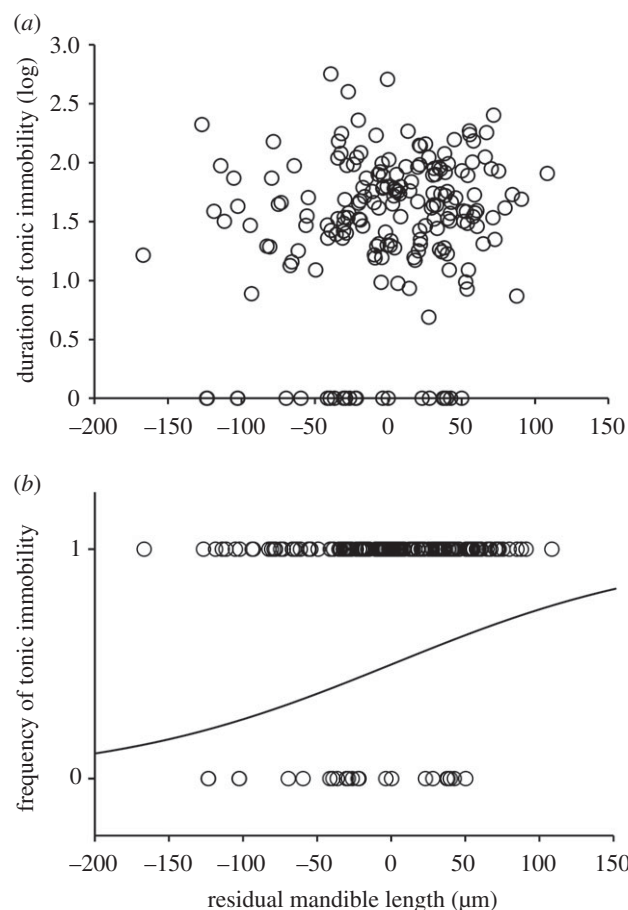 (a)
3.0
2.5
2.0
1.5
1.0
0.5
0
duration of tonic immobility (log)
−200 −150 −100 −50 0 50 100 150
(b)
1
0
frequency of tonic immobility
−200 −150 −100 −50 0 50 100 150
residual mandible length (μm)